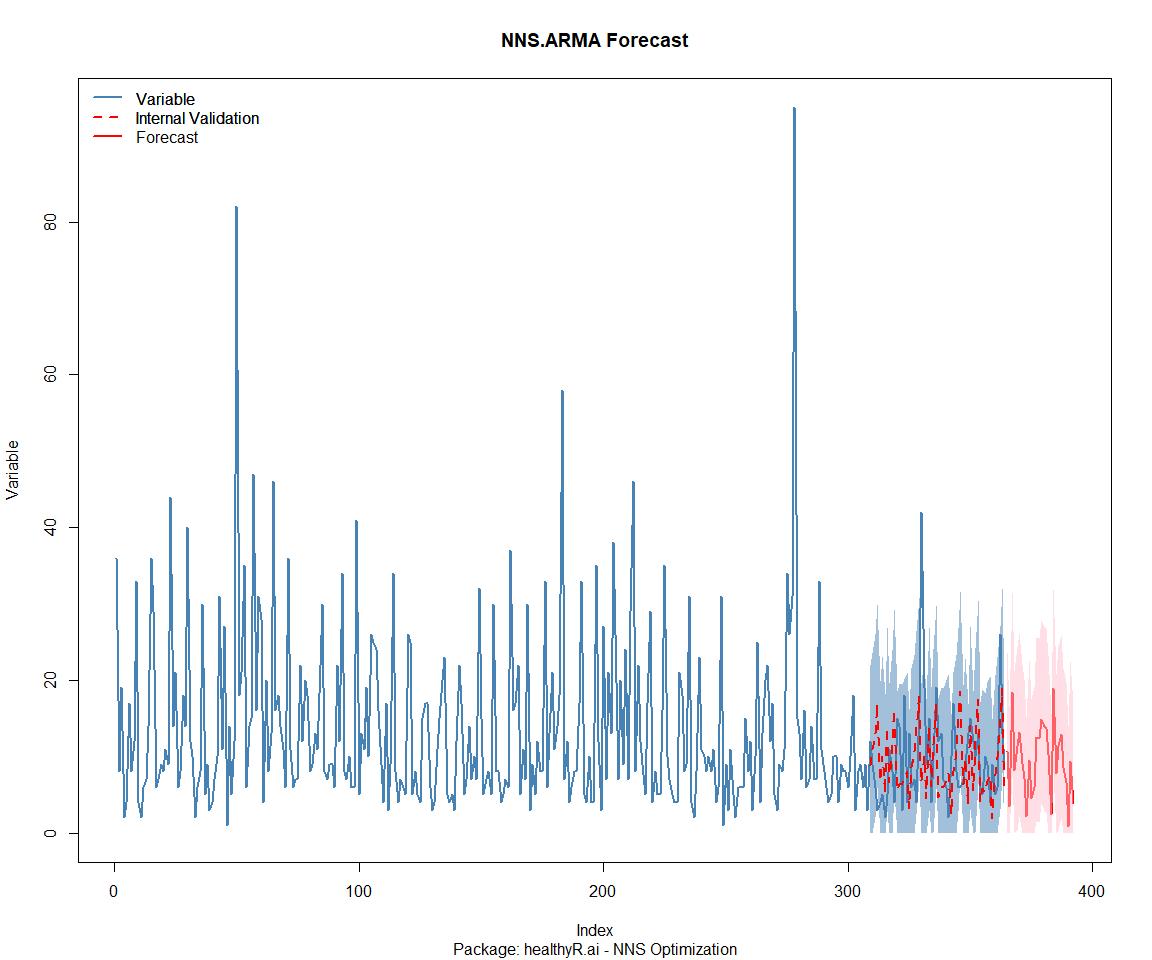 NNS.ARMA Forecast
Variable
Internal Validation
Forecast
Variable
80
60
40
20
0
0 100 200 300 400
Index
Package: healthyR.ai - NNS Optimization